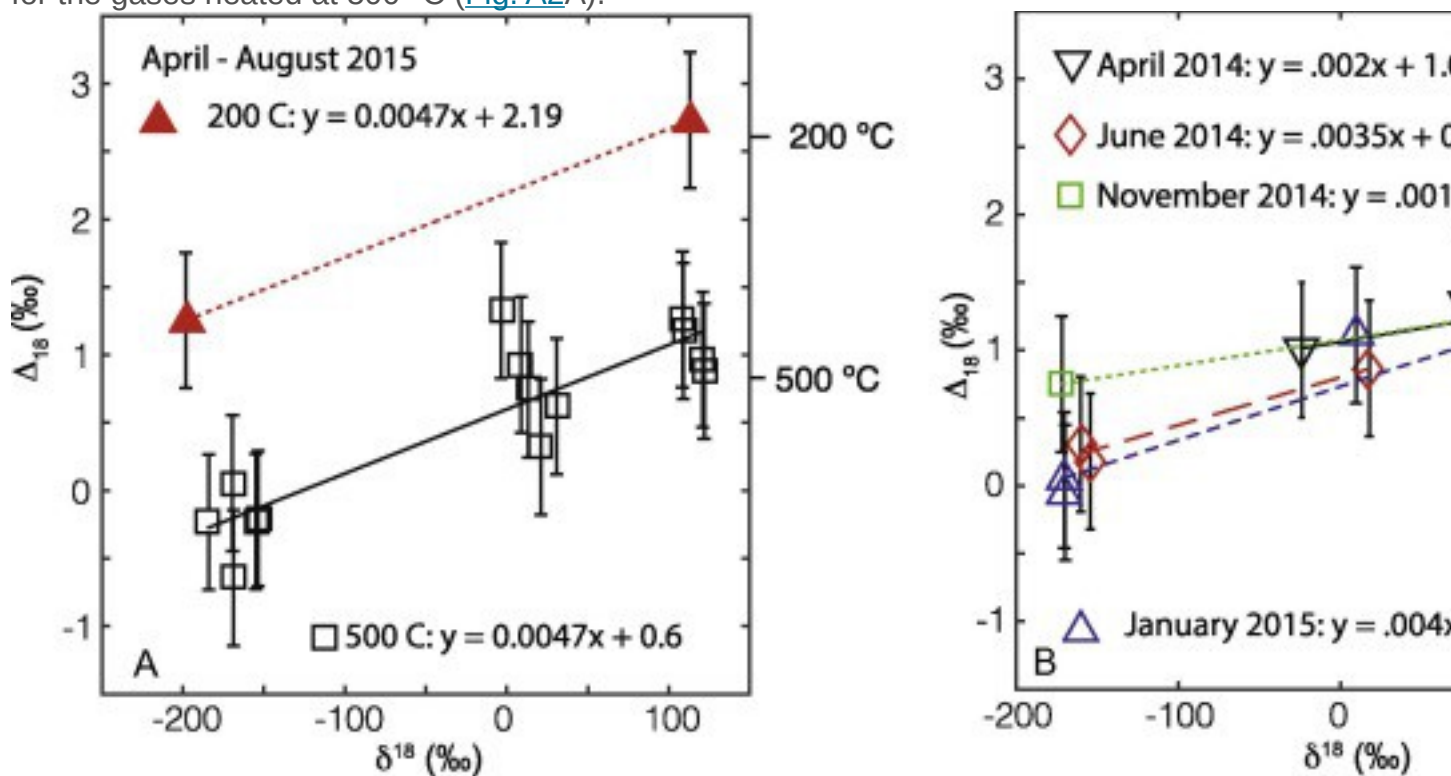 for the gases heated at 500 °C (Fig. A2A).
April - August 2015
200 C: y = 0.0047x + 2.19
3
2
1
0
-1
Δ18 (‰)
200 ºC
500 ºC
500 C: y = 0.0047x + 0.6
A
-200 -100 0 100
δ18 (‰)
April 2014: y = .002x + 1.0
June 2014: y = .0035x + 0
November 2014: y = .001
3
2
1
0
-1
Δ18 (‰)
January 2015: y = .004x
B
-200 -100 0
δ18 (‰)